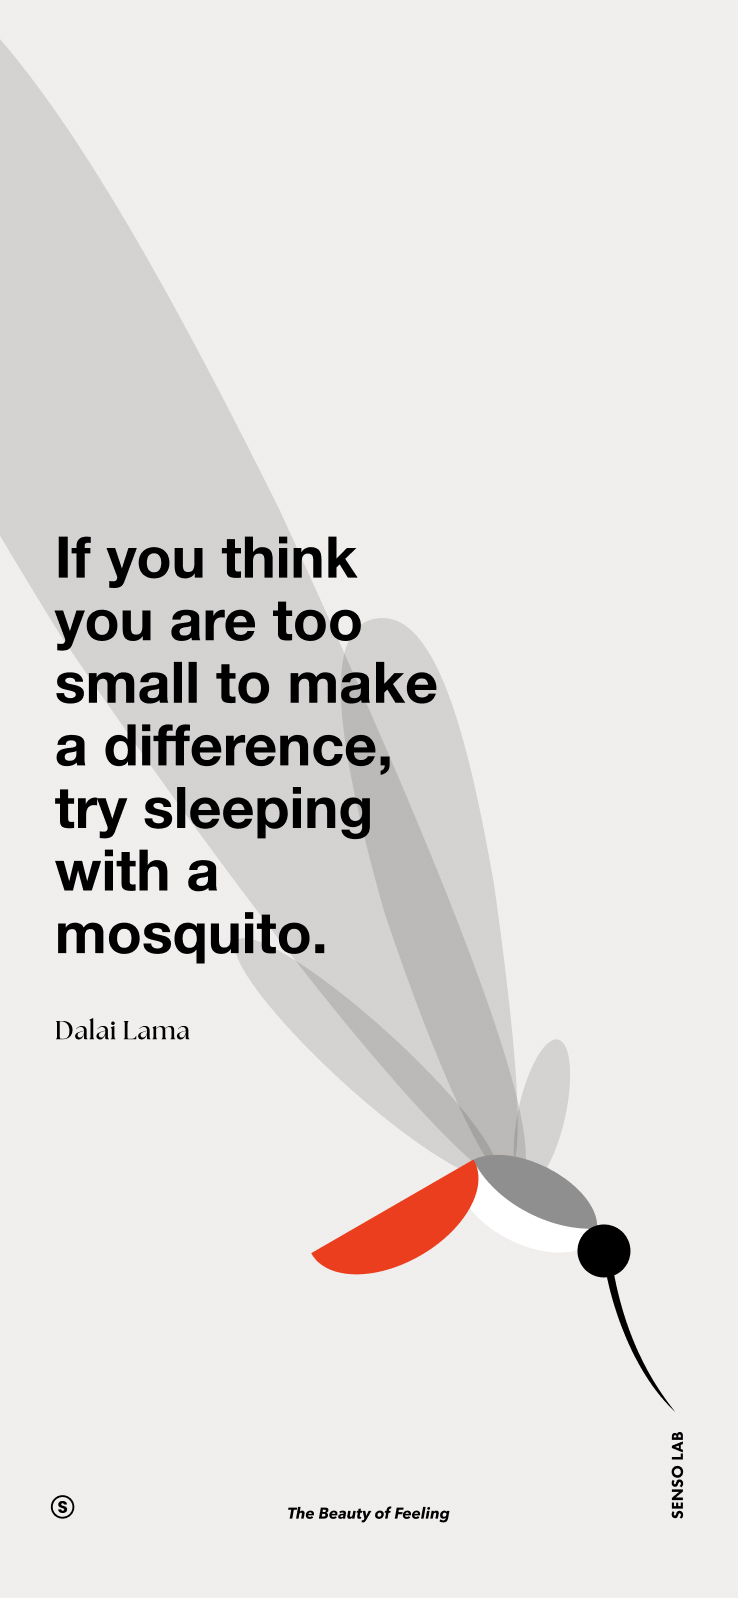 If you think
you are too
small to make
a difference,
try sleeping
with a
mosquito.
Dalai Lama
SENSO LAB
S
The Beauty of Feeling